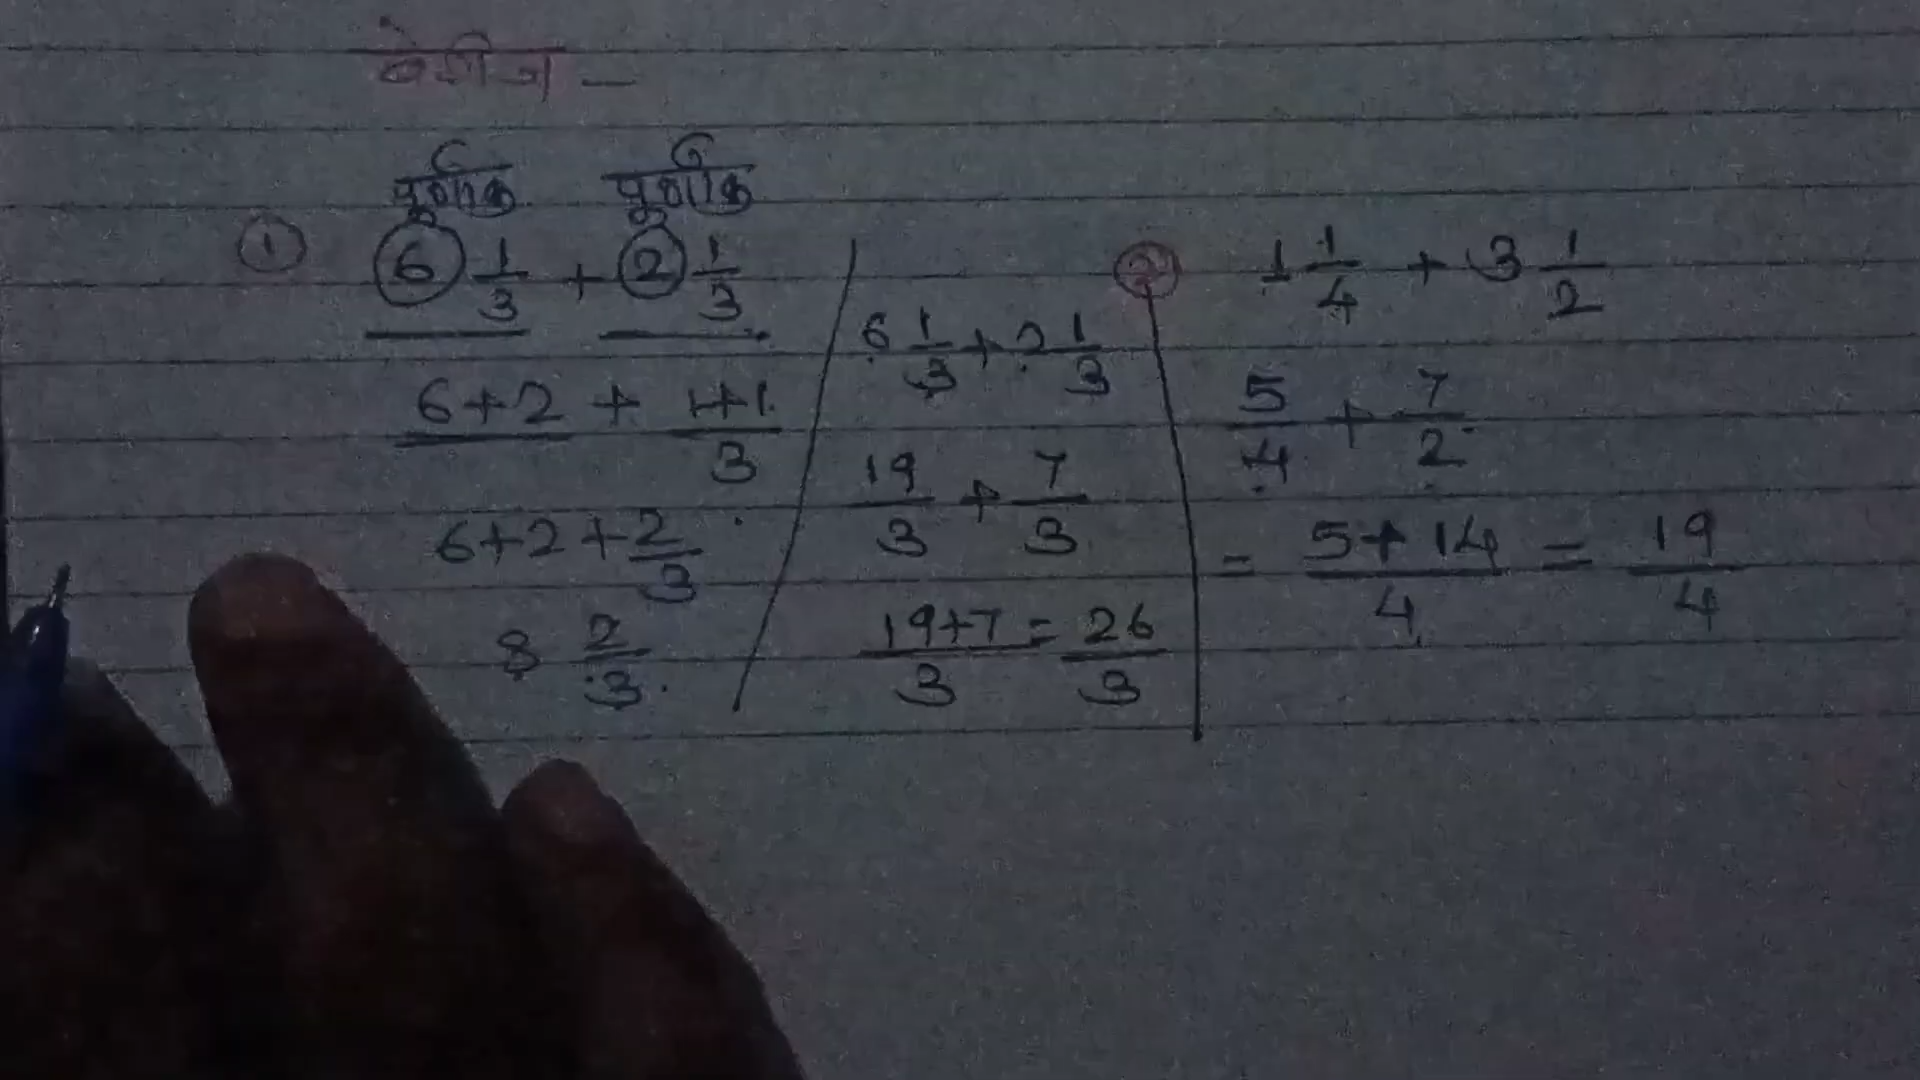 बेरीज –
पूर्णांक पूर्णांक
① 6 1/3 + 2 1/3
6+2 + 1+1/3
6+2+2/3
8 2/3
6 1/3 + 2 1/3
19/3 + 7/3
19+7/3 = 26/3
② 1 1/4 + 3 1/2
5/4 + 7/2
= 5+14/4 = 19/4